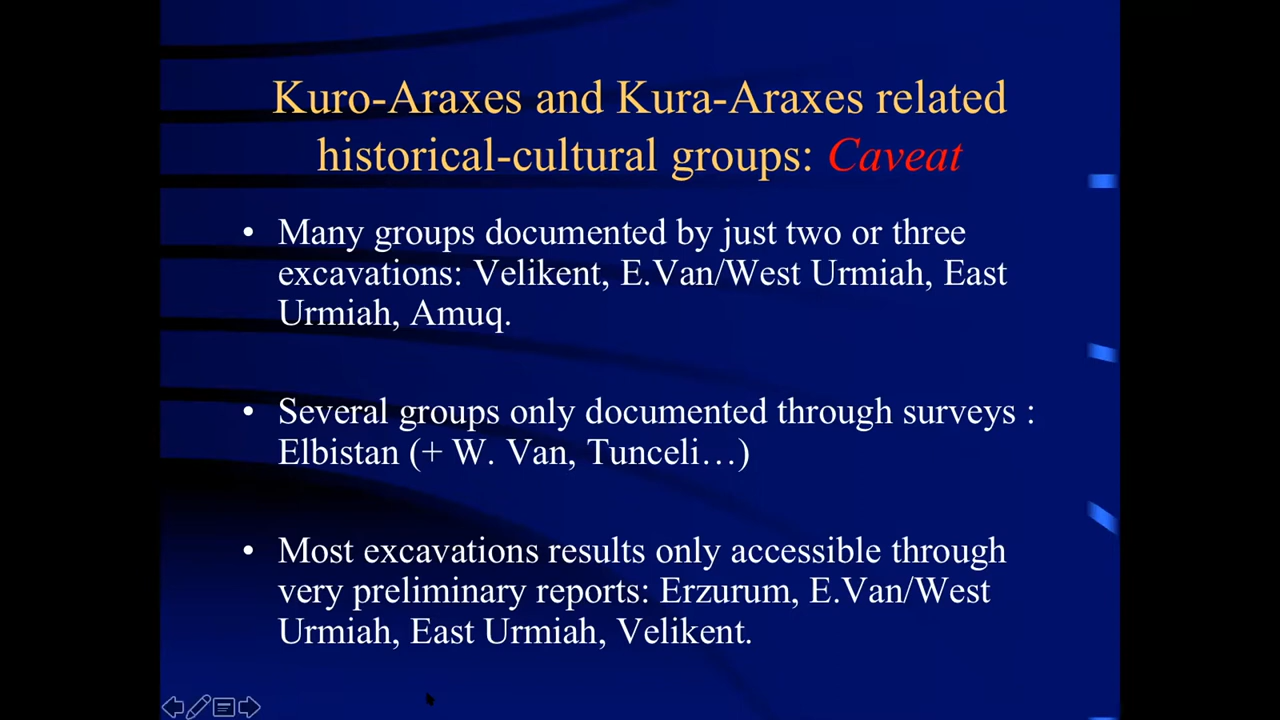 Kuro-Araxes and Kura-Araxes related
historical-cultural groups: Caveat
• Many groups documented by just two or three
excavations: Velikent, E.Van/West Urmiah, East
Urmiah, Amuq.
• Several groups only documented through surveys :
Elbistan (+ W. Van, Tunceli…)
• Most excavations results only accessible through
very preliminary reports: Erzurum, E.Van/West
Urmiah, East Urmiah, Velikent.